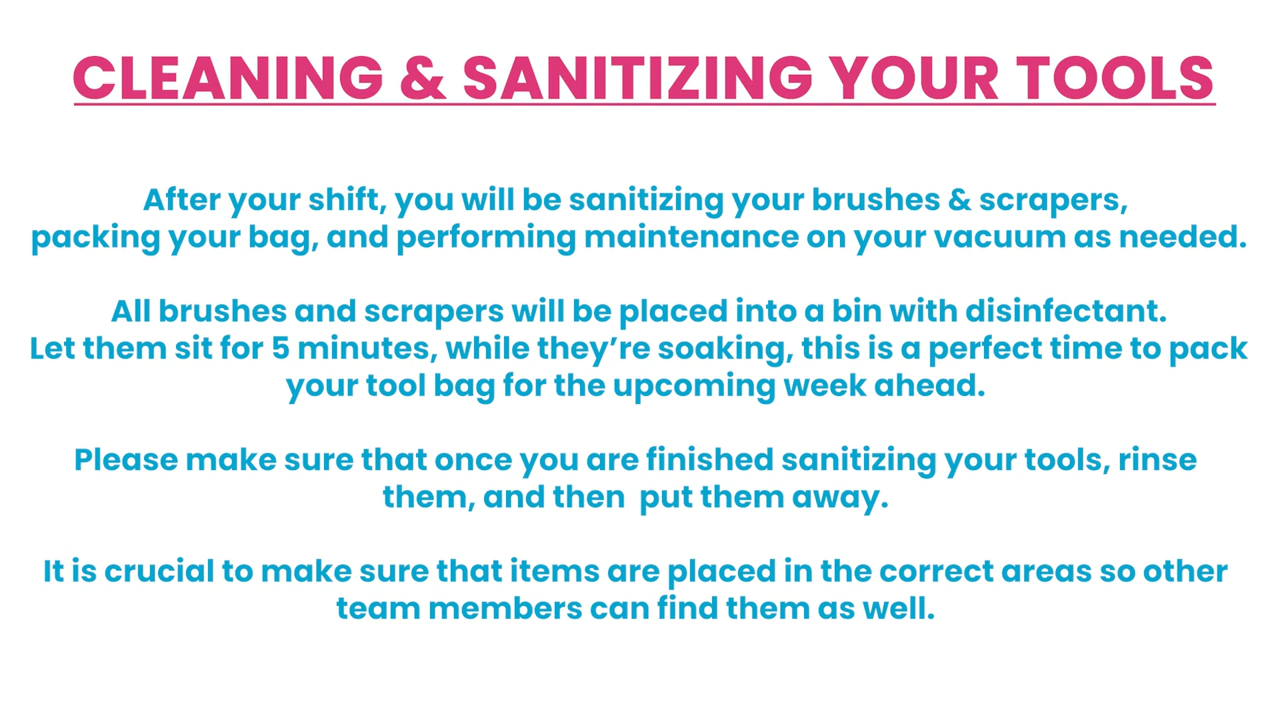 CLEANING & SANITIZING YOUR TOOLS
After your shift, you will be sanitizing your brushes & scrapers,
packing your bag, and performing maintenance on your vacuum as needed.
All brushes and scrapers will be placed into a bin with disinfectant.
Let them sit for 5 minutes, while they’re soaking, this is a perfect time to pack
your tool bag for the upcoming week ahead.
Please make sure that once you are finished sanitizing your tools, rinse
them, and then  put them away.
It is crucial to make sure that items are placed in the correct areas so other
team members can find them as well.